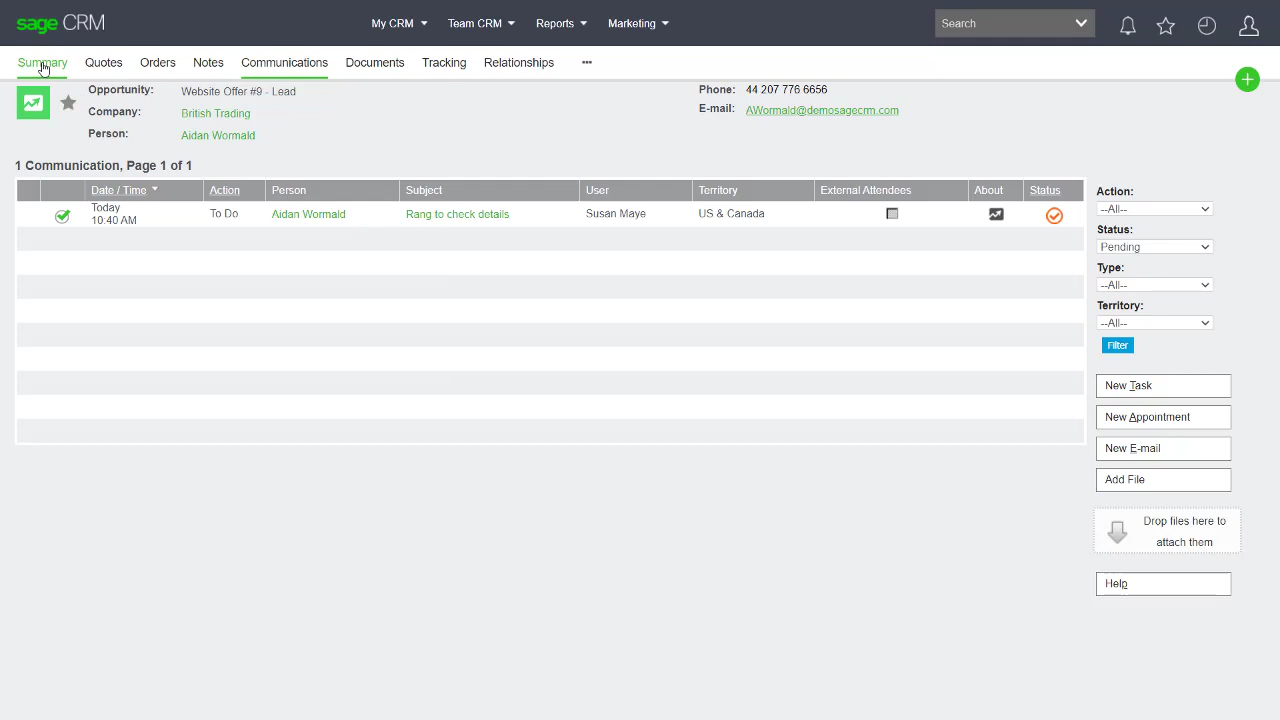 sage CRM
My CRM
Team CRM
Reports
Marketing
Search
Summary
Quotes
Orders
Notes
Communications
Documents
Tracking
Relationships
Opportunity: Website Offer #9 - Lead
Company: British Trading
Person: Aidan Wormald
Phone: 44 207 776 6656
E-mail: AWormald@demosagecrm.com
1 Communication, Page 1 of 1
Date / Time Action Person Subject User Territory External Attendees About Status
Today
10:40 AM To Do Aidan Wormald Rang to check details Susan Maye US & Canada
Action:
--All--
Status:
Pending
Type:
--All--
Territory:
--All--
Filter
New Task
New Appointment
New E-mail
Add File
Drop files here to
attach them
Help